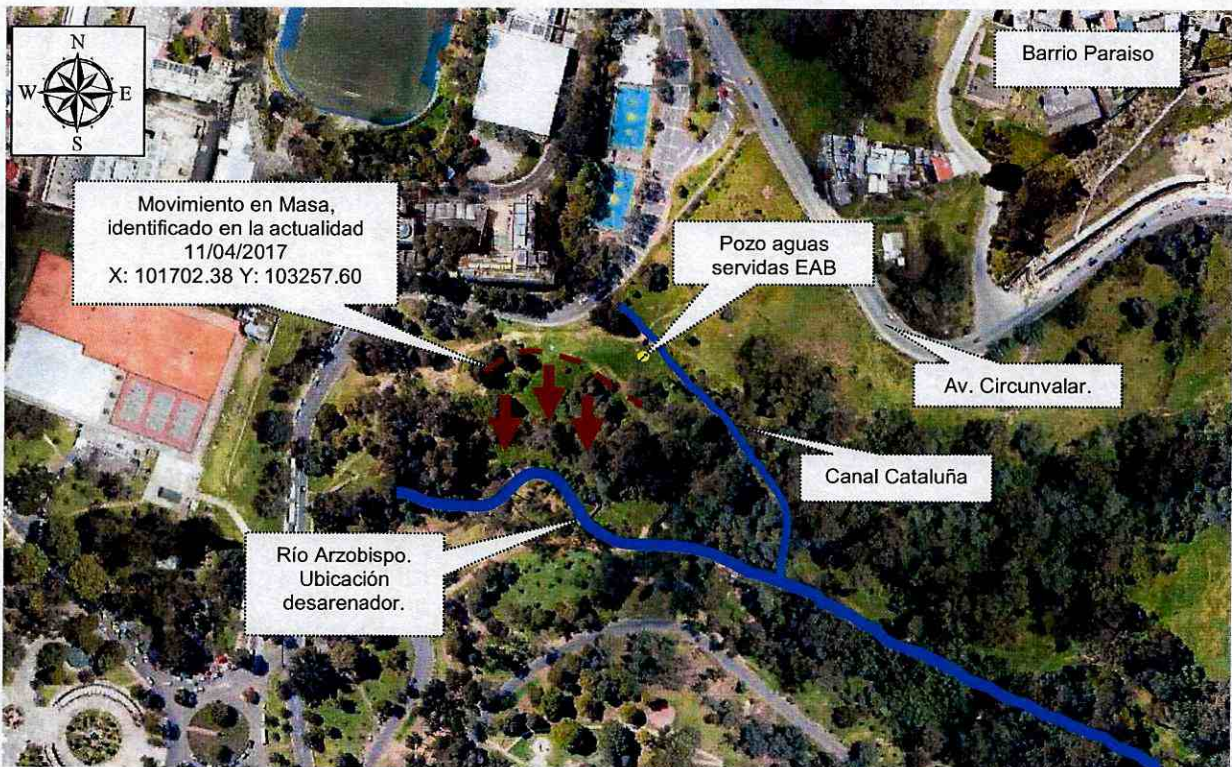 N
W E
S
Barrio Paraiso
Movimiento en Masa,
identificado en la actualidad
11/04/2017
X: 101702.38 Y: 103257.60
Pozo aguas
servidas EAB
Av. Circunvalar.
Canal Cataluña
Río Arzobispo.
Ubicación
desarenador.